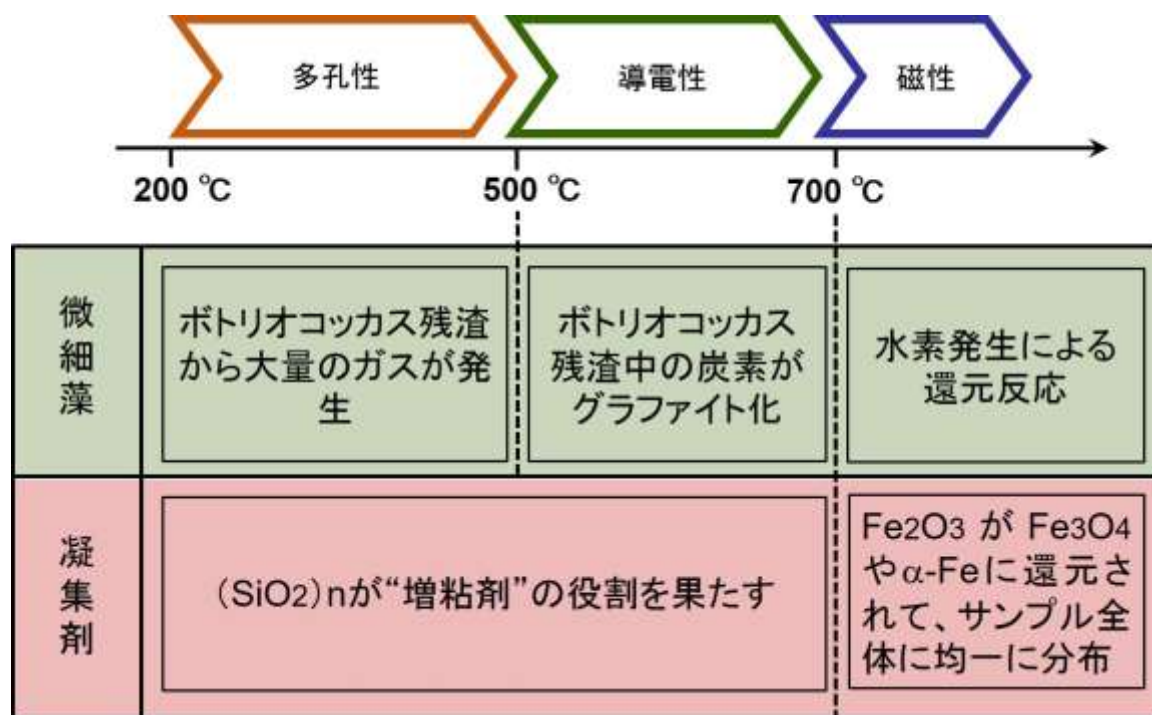 多孔性
導電性
磁性
200 ℃
500 ℃
700 ℃
微細藻
ボトリオコッカス残渣
から大量のガスが発
生
ボトリオコッカス
残渣中の炭素が
グラファイト化
水素発生による
還元反応
凝集剤
(SiO2)nが“増粘剤”の役割を果たす
Fe2O3 が Fe3O4
やα-Feに還元さ
れて、サンプル全
体に均一に分布